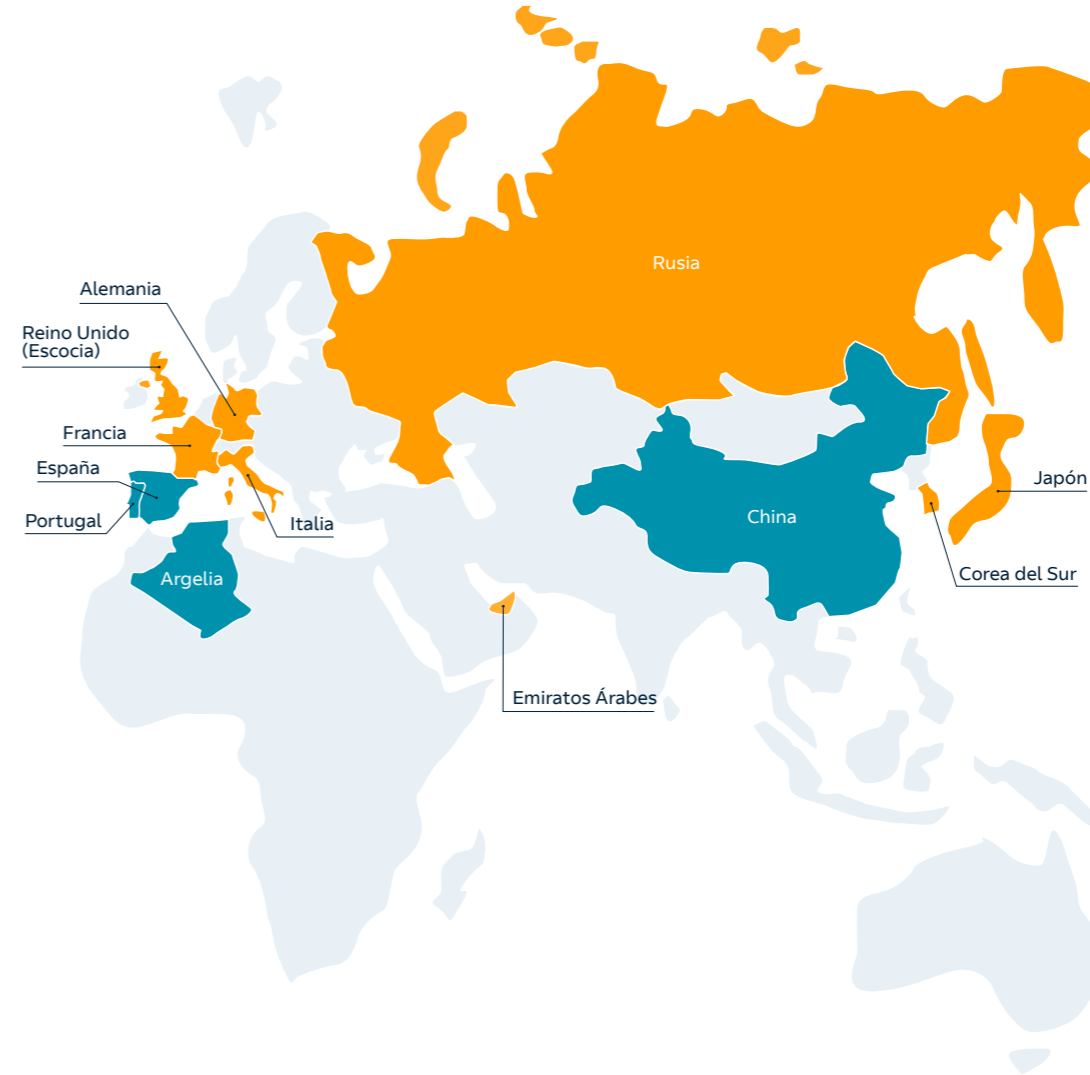 Rusia
Alemania
Reino Unido
(Escocia)
Francia
España
Portugal
Italia
Argelia
China
Japón
Corea del Sur
Emiratos Árabes